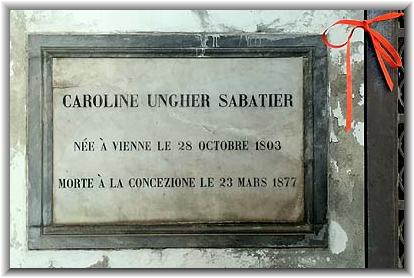 CAROLINE UNGHER SABATIER
NÉE À VIENNE LE 28 OCTOBRE 1803
MORTE À LA CONCEZIONE LE 23 MARS 1877